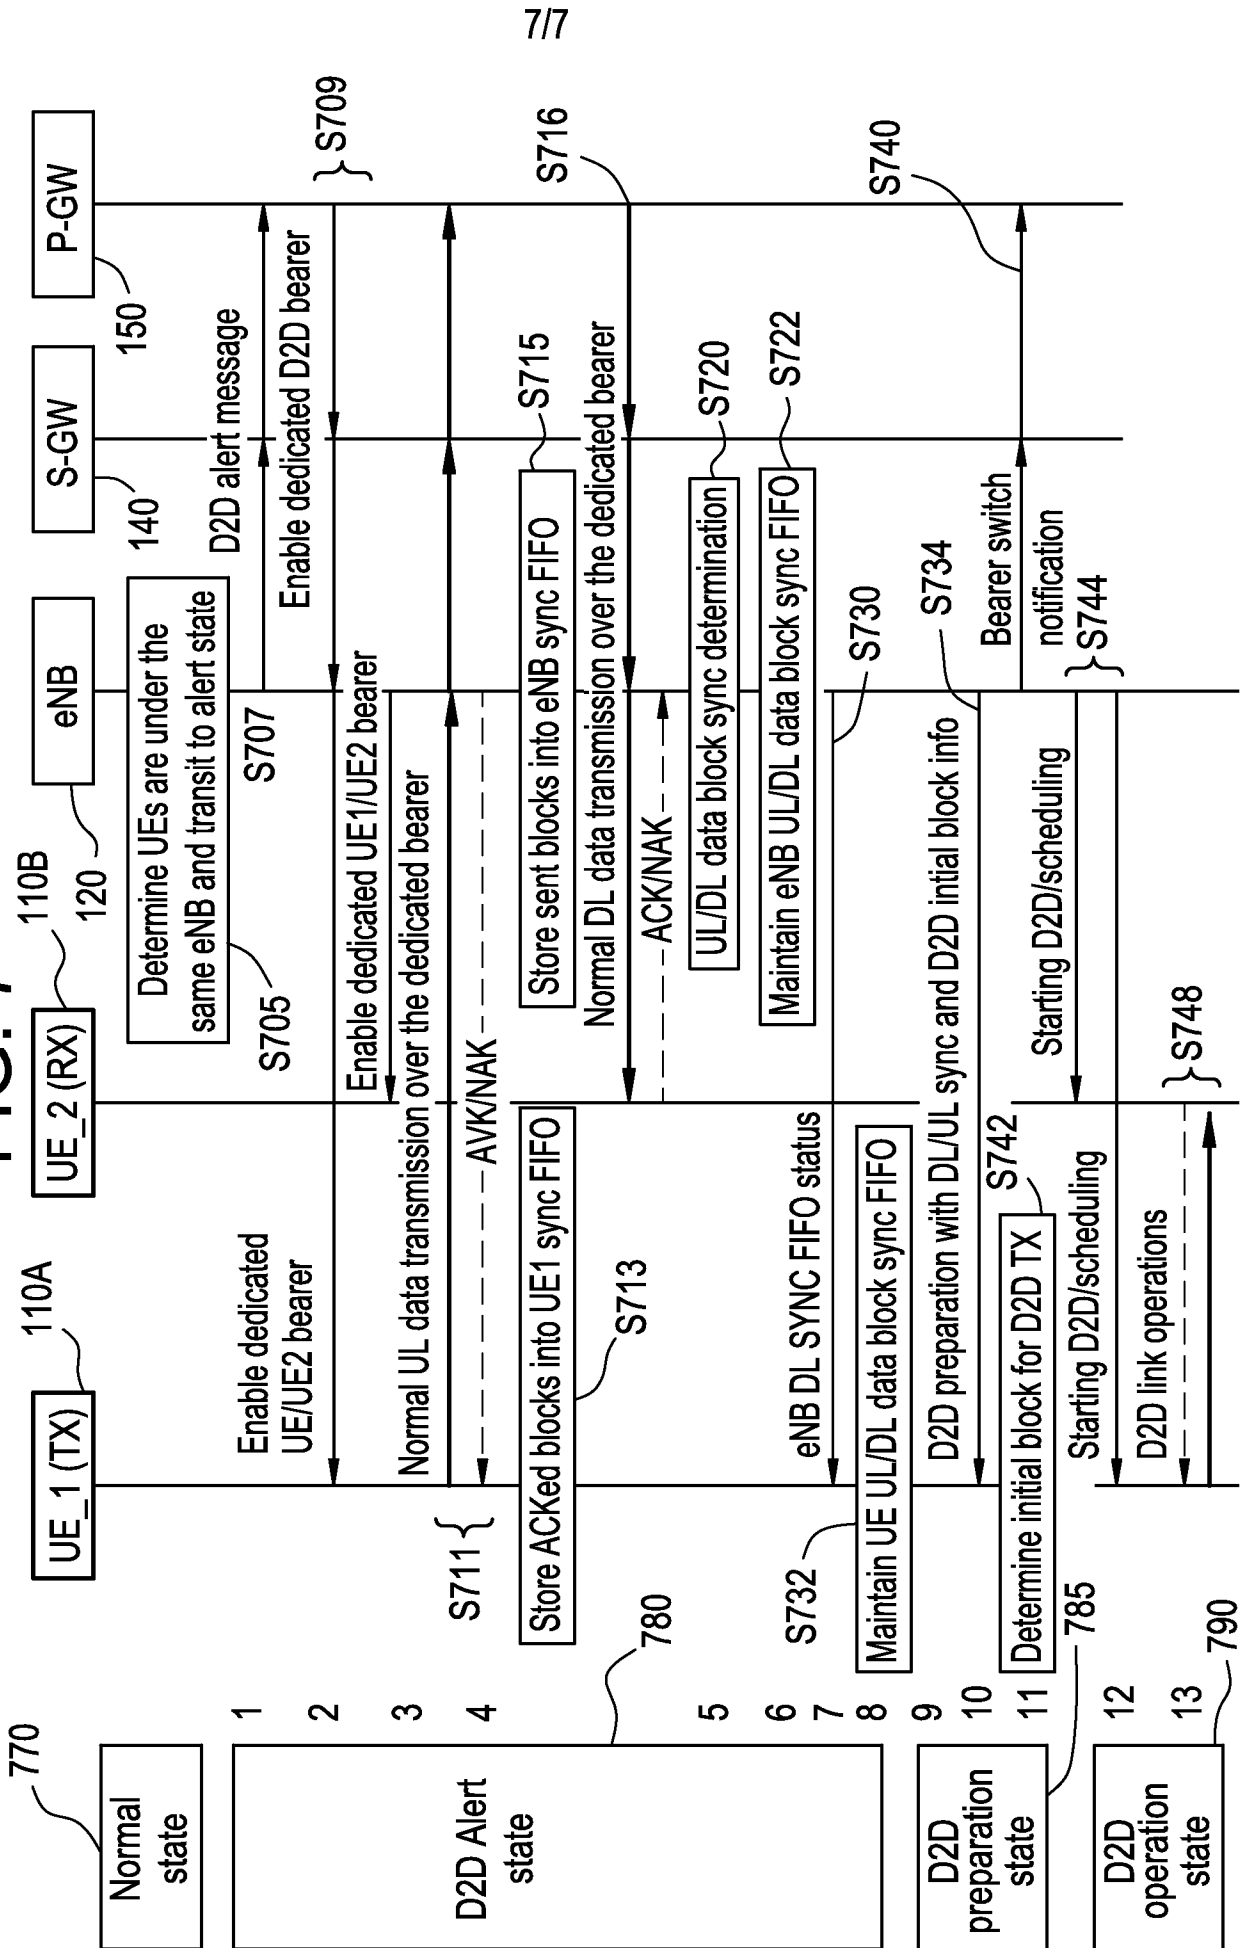 7/7
FIG. 7
UE_1 (TX)
110A
UE_2 (RX)
110B
eNB
120
S-GW
140
P-GW
150
770
Normal
state
Determine UEs are under the
same eNB and transit to alert state
S705
S707
D2D alert message
1
Enable dedicated
UE/UE2 bearer
Enable dedicated D2D bearer
S709
2
Enable dedicated UE1/UE2 bearer
3
Normal UL data transmission over the dedicated bearer
4
AVK/NAK
S711
D2D Alert
state
780
Store ACKed blocks into UE1 sync FIFO
S713
Store sent blocks into eNB sync FIFO
S715
Normal DL data transmission over the dedicated bearer
S716
ACK/NAK
5
UL/DL data block sync determination
S720
6
Maintain eNB UL/DL data block sync FIFO
S722
7
eNB DL SYNC FIFO status
S730
8
S732
Maintain UE UL/DL data block sync FIFO
9
D2D preparation with DL/UL sync and D2D intial block info
S734
10
D2D
preparation
state
785
11
Determine initial block for D2D TX
S742
Bearer switch
notification
S740
12
Starting D2D/scheduling
Starting D2D/scheduling
S744
13
D2D link operations
S748
D2D
operation
state
790